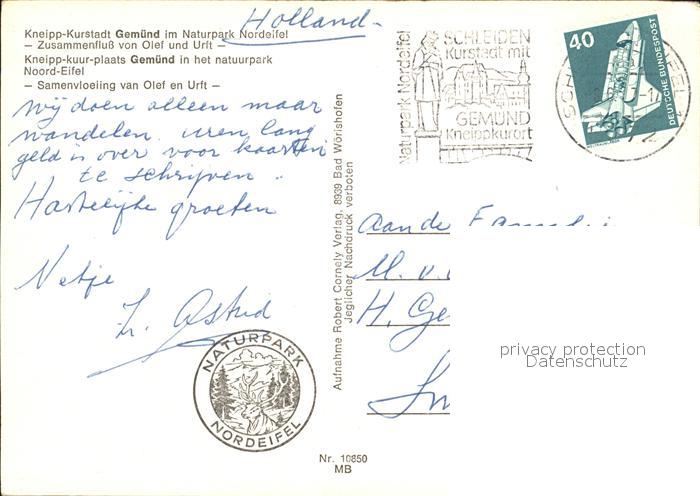 Holland-
Kneipp-Kurstadt Gemünd im Naturpark Nordeifel
– Zusammenfluß von Olef und Urft –
Kneipp-kuur-plaats Gemünd in het natuurpark
Noord-Eifel
– Samenvloeiing van Olef en Urft –
Wij doen alleen maar
wandelen. uren lang
geld is over voor kaarten
te schrijven
Hartelijke groeten
Netje
Zr. Astrid
NATURPARK
NORDEIFEL
Aufnahme Robert Cornely Verlag, 8939 Bad Wörishofen
Jeglicher Nachdruck verboten
Nr. 10850
MB
Naturpark Nordeifel
SCHLEIDEN
Kurstadt mit
GEMÜND
Kneippkurort
40
DEUTSCHE BUNDESPOST
Aan de
M. v.
H. Ge
privacy protection
Datenschutz